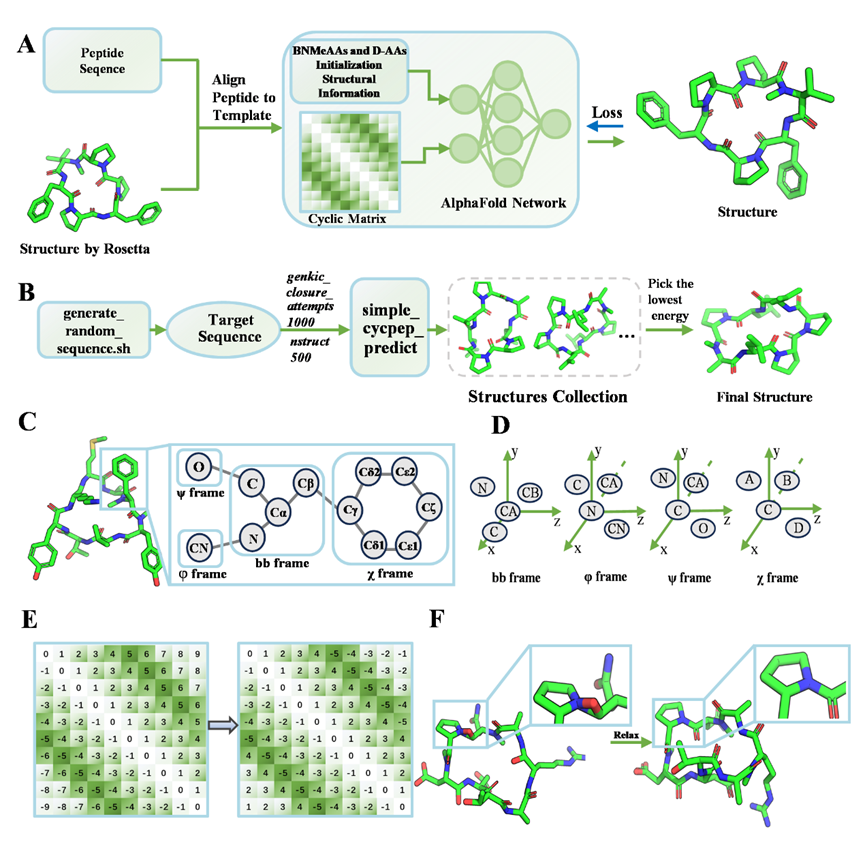 A
Peptide
Seqence
Structure by Rosetta
Align
Peptide to
Template
BNMeAAs and D-AAs
Initialization
Structural
Information
Cyclic Matrix
AlphaFold Network
Loss
Structure
B
generate_
random_
sequence.sh
Target
Sequence
genkic_
closure_
attempts
1000
nstruct
500
simple_
cycpep_
predict
...
Structures Collection
Pick the
lowest
energy
Final Structure
C
O
ψ frame
CN
φ frame
C
Cβ
Cα
N
bb frame
Cδ2
Cε2
Cγ
Cζ
Cδ1
Cε1
χ frame
D
y
N
CB
CA
z
C
x
bb frame
y
C
CA
N
z
CN
x
φ frame
y
N
CA
C
z
O
x
ψ frame
y
A
B
C
z
D
x
χ frame
E
0 1 2 3 4 5 6 7 8 9
-1 0 1 2 3 4 5 6 7 8
-2 -1 0 1 2 3 4 5 6 7
-3 -2 -1 0 1 2 3 4 5 6
-4 -3 -2 -1 0 1 2 3 4 5
-5 -4 -3 -2 -1 0 1 2 3 4
-6 -5 -4 -3 -2 -1 0 1 2 3
-7 -6 -5 -4 -3 -2 -1 0 1 2
-8 -7 -6 -5 -4 -3 -2 -1 0 1
-9 -8 -7 -6 -5 -4 -3 -2 -1 0
0 1 2 3 4 -5 -4 -3 -2 -1
-1 0 1 2 3 4 -5 -4 -3 -2
-2 -1 0 1 2 3 4 -5 -4 -3
-3 -2 -1 0 1 2 3 4 -5 -4
-4 -3 -2 -1 0 1 2 3 4 -5
-5 -4 -3 -2 -1 0 1 2 3 4
4 -5 -4 -3 -2 -1 0 1 2 3
3 4 -5 -4 -3 -2 -1 0 1 2
2 3 4 -5 -4 -3 -2 -1 0 1
1 2 3 4 -5 -4 -3 -2 -1 0
F
Relax